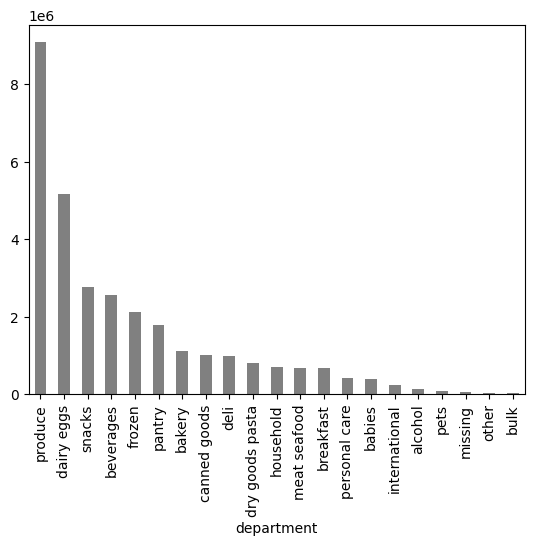 1e6
8
6
4
2
0
produce
dairy eggs
snacks
beverages
frozen
pantry
bakery
canned goods
deli
dry goods pasta
household
meat seafood
breakfast
personal care
babies
international
alcohol
pets
missing
other
bulk
department